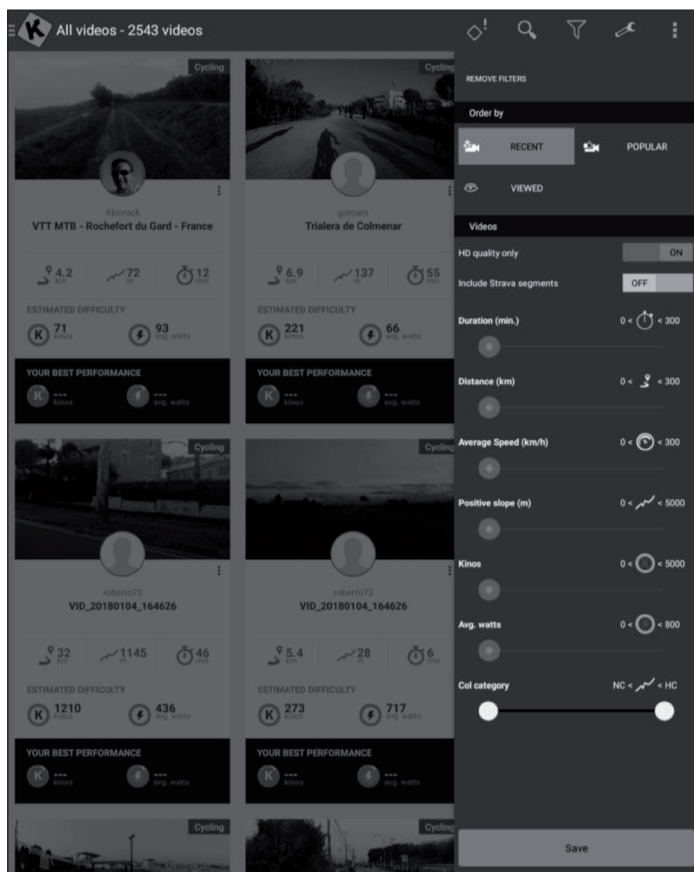 All videos - 2543 videos
Cycling
Alcorack
VTT MTB - Rochefort du Gard - France
4.2 km
72 m
12 min
ESTIMATED DIFFICULTY
71 kinos
93 avg. watts
YOUR BEST PERFORMANCE
--- kinos
--- avg. watts
Cycling
gorcam
Trialera de Colmenar
6.9 km
137 m
55 min
ESTIMATED DIFFICULTY
221 kinos
66 avg. watts
YOUR BEST PERFORMANCE
--- kinos
--- avg. watts
Cycling
roberto73
VID_20180104_164626
32 km
1145 m
46 min
ESTIMATED DIFFICULTY
1210 kinos
436 avg. watts
YOUR BEST PERFORMANCE
--- kinos
--- avg. watts
Cycling
roberto73
VID_20180104_164626
5.4 km
28 m
6 min
ESTIMATED DIFFICULTY
273 kinos
717 avg. watts
YOUR BEST PERFORMANCE
--- kinos
--- avg. watts
Cycling
Cycling
REMOVE FILTERS
Order by
RECENT
POPULAR
VIEWED
Videos
HD quality only ON
Include Strava segments OFF
Duration (min.) 0 < < 300
Distance (km) 0 < < 300
Average Speed (km/h) 0 < < 300
Positive slope (m) 0 < < 5000
Kinos 0 < < 5000
Avg. watts 0 < < 800
Col category NC < < HC
Save